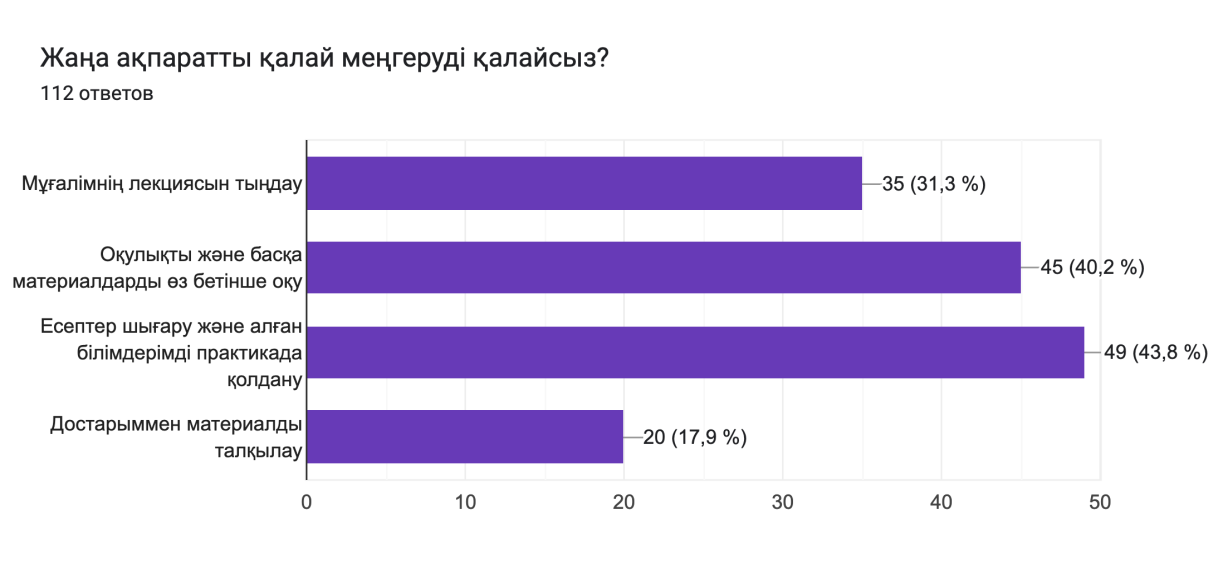 Жаңа ақпаратты қалай меңгеруді қалайсыз?
112 ответов
Мұғалімнің лекциясын тыңдау
35 (31,3 %)
Оқулықты және басқа
материалдарды өз бетінше оқу
45 (40,2 %)
Есептер шығару және алған
білімдерімді практикада
қолдану
49 (43,8 %)
Достарыммен материалды
талқылау
20 (17,9 %)
0 10 20 30 40 50